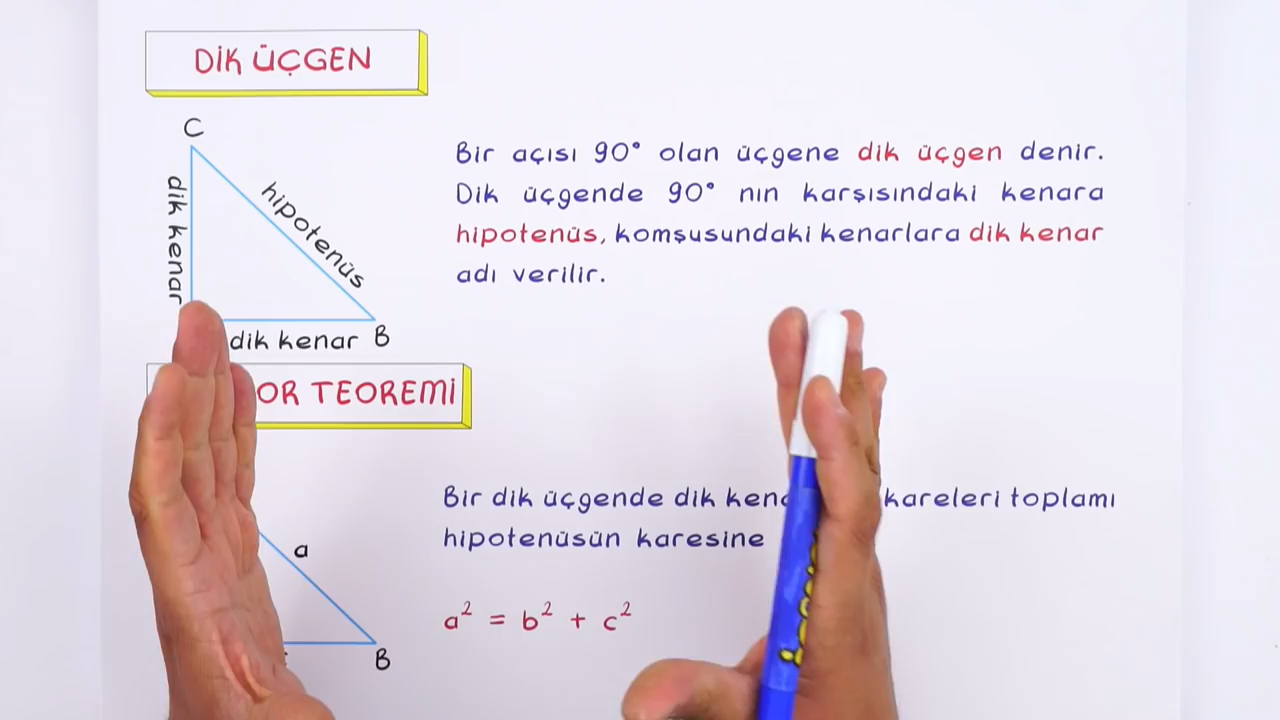 DİK ÜÇGEN
C
dik kenar
hipotenüs
dik kenar
B
Bir açısı 90° olan üçgene dik üçgen denir.
Dik üçgende 90° nın karşısındaki kenara
hipotenüs, komşusundaki kenarlara dik kenar
adı verilir.
TEOREMİ
a
B
Bir dik üçgende dik kareleri toplamı
hipotenüsün karesine
a² = b² + c²